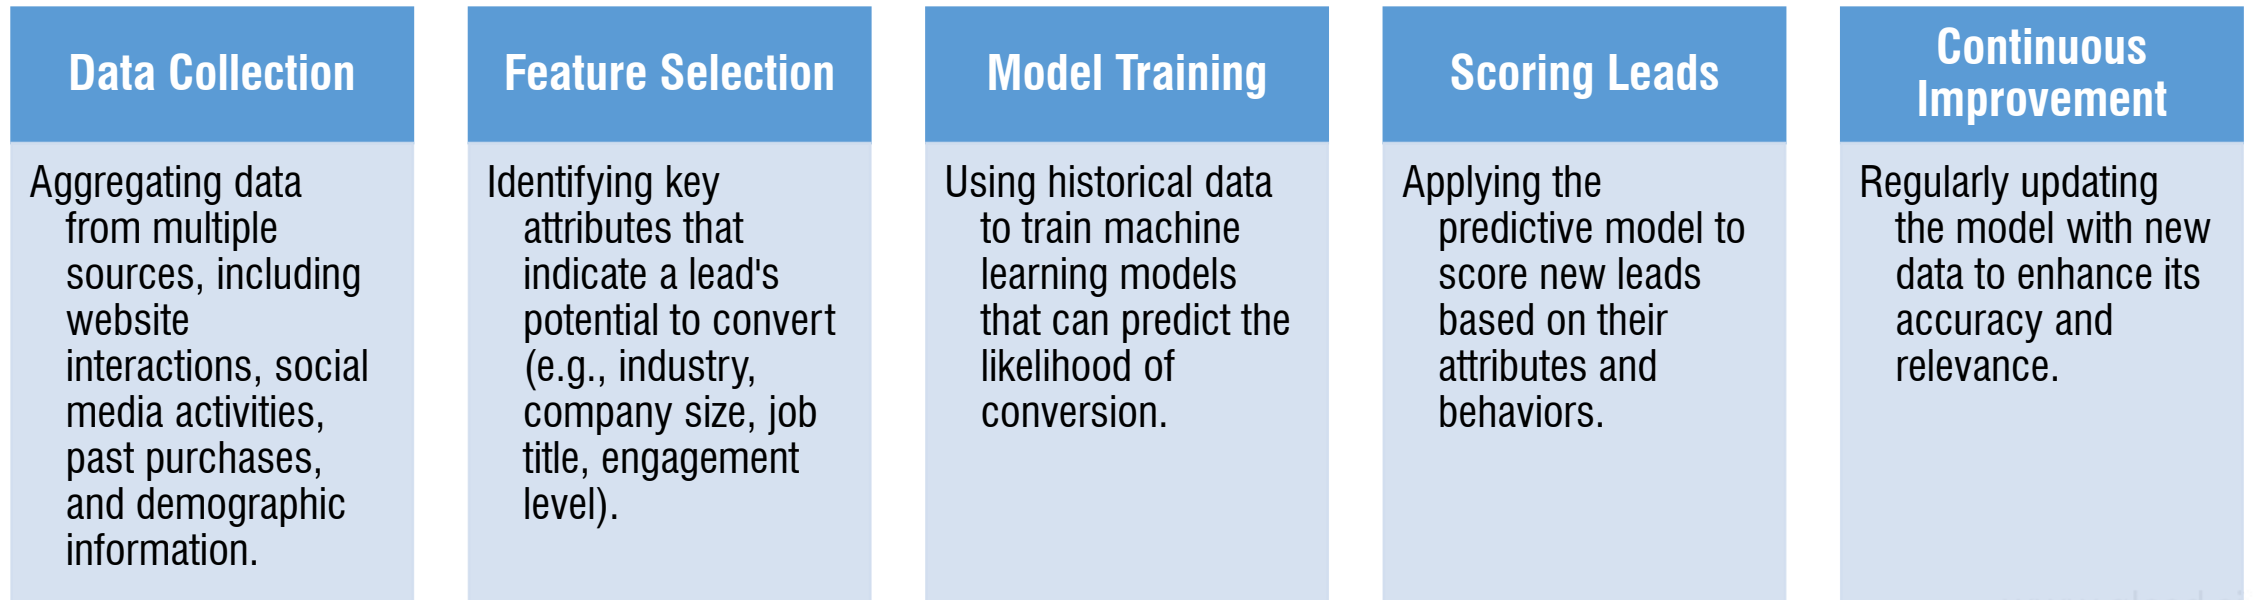 Data Collection
Aggregating data
from multiple
sources, including
website
interactions, social
media activities,
past purchases,
and demographic
information.
Feature Selection
Identifying key
attributes that
indicate a lead's
potential to convert
(e.g., industry,
company size, job
title, engagement
level).
Model Training
Using historical data
to train machine
learning models
that can predict the
likelihood of
conversion.
Scoring Leads
Applying the
predictive model to
score new leads
based on their
attributes and
behaviors.
Continuous
Improvement
Regularly updating
the model with new
data to enhance its
accuracy and
relevance.